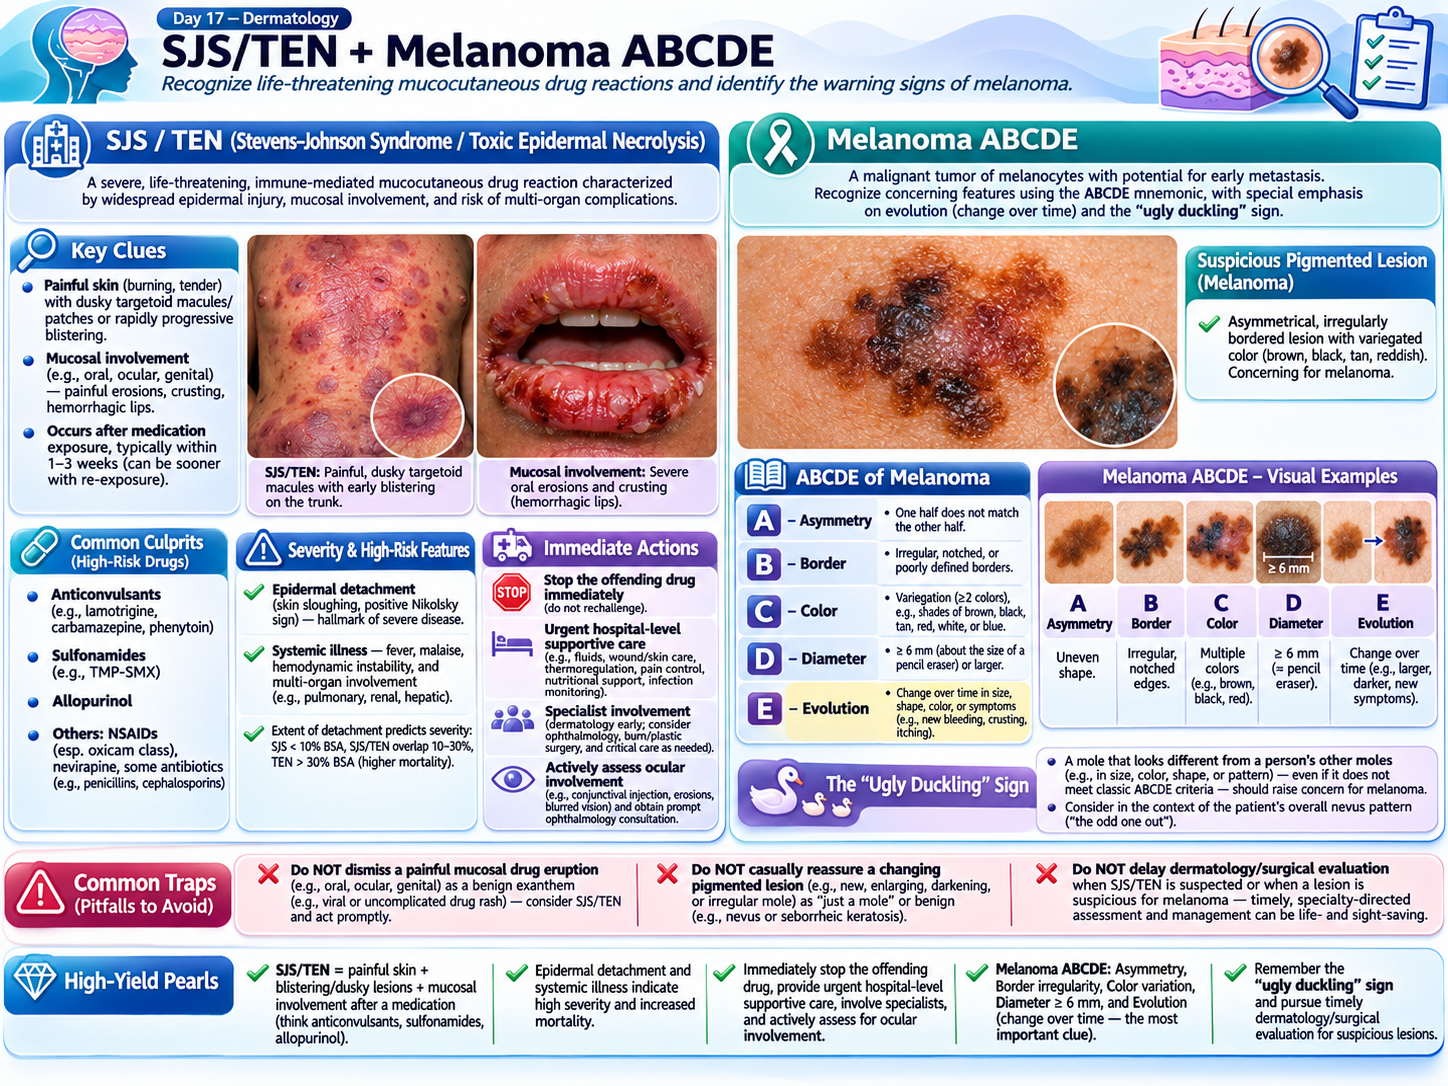 Day 17 – Dermatology
SJS/TEN + Melanoma ABCDE
Recognize life-threatening mucocutaneous drug reactions and identify the warning signs of melanoma.
SJS / TEN (Stevens–Johnson Syndrome / Toxic Epidermal Necrolysis)
A severe, life-threatening, immune-mediated mucocutaneous drug reaction characterized
by widespread epidermal injury, mucosal involvement, and risk of multi-organ complications.
Key Clues
Painful skin (burning, tender)
with dusky targetoid macules/
patches or rapidly progressive
blistering.
Mucosal involvement
(e.g., oral, ocular, genital)
— painful erosions, crusting,
hemorrhagic lips.
Occurs after medication
exposure, typically within
1–3 weeks (can be sooner
with re-exposure).
SJS/TEN: Painful, dusky targetoid
macules with early blistering
on the trunk.
Mucosal involvement: Severe
oral erosions and crusting
(hemorrhagic lips).
Common Culprits
(High-Risk Drugs)
Anticonvulsants
(e.g., lamotrigine,
carbamazepine, phenytoin)
Sulfonamides
(e.g., TMP-SMX)
Allopurinol
Others: NSAIDs
(esp. oxicam class),
nevirapine, some antibiotics
(e.g., penicillins, cephalosporins)
Severity & High-Risk Features
Epidermal detachment
(skin sloughing, positive Nikolsky
sign) — hallmark of severe disease.
Systemic illness — fever, malaise,
hemodynamic instability, and
multi-organ involvement
(e.g., pulmonary, renal, hepatic).
Extent of detachment predicts severity:
SJS < 10% BSA, SJS/TEN overlap 10–30%,
TEN > 30% BSA (higher mortality).
Immediate Actions
STOP
Stop the offending drug
immediately
(do not rechallenge).
Urgent hospital-level
supportive care
(e.g., fluids, wound/skin care,
thermoregulation, pain control,
nutritional support, infection
monitoring).
Specialist involvement
(dermatology early; consider
ophthalmology, burn/plastic
surgery, and critical care as needed).
Actively assess ocular
involvement
(e.g., conjunctival injection, erosions,
blurred vision) and obtain prompt
ophthalmology consultation.
Melanoma ABCDE
A malignant tumor of melanocytes with potential for early metastasis.
Recognize concerning features using the ABCDE mnemonic, with special emphasis
on evolution (change over time) and the “ugly duckling” sign.
Suspicious Pigmented Lesion
(Melanoma)
Asymmetrical, irregularly
bordered lesion with variegated
color (brown, black, tan, reddish).
Concerning for melanoma.
ABCDE of Melanoma
A – Asymmetry
• One half does not match
the other half.
B – Border
• Irregular, notched, or
poorly defined borders.
C – Color
• Variegation (≥2 colors),
e.g., shades of brown, black,
tan, red, white, or blue.
D – Diameter
• ≥ 6 mm (about the size of a
pencil eraser) or larger.
E – Evolution
• Change over time in size,
shape, color, or symptoms
(e.g., new bleeding, crusting,
itching).
Melanoma ABCDE – Visual Examples
≥ 6 mm
A
Asymmetry
Uneven
shape.
B
Border
Irregular,
notched
edges.
C
Color
Multiple
colors
(e.g., brown,
black, red).
D
Diameter
≥ 6 mm
(≈ pencil
eraser).
E
Evolution
Change over
time (e.g., larger,
darker, new
symptoms).
The “Ugly Duckling” Sign
A mole that looks different from a person's other moles
(e.g., in size, color, shape, or pattern) — even if it does not
meet classic ABCDE criteria — should raise concern for melanoma.
Consider in the context of the patient's overall nevus pattern
(“the odd one out”).
Common Traps
(Pitfalls to Avoid)
Do NOT dismiss a painful mucosal drug eruption
(e.g., oral, ocular, genital) as a benign exanthem
(e.g., viral or uncomplicated drug rash) — consider SJS/TEN
and act promptly.
Do NOT casually reassure a changing
pigmented lesion (e.g., new, enlarging, darkening,
or irregular mole) as “just a mole” or benign
(e.g., nevus or seborrheic keratosis).
Do NOT delay dermatology/surgical evaluation
when SJS/TEN is suspected or when a lesion is
suspicious for melanoma — timely, specialty-directed
assessment and management can be life- and sight-saving.
High-Yield Pearls
SJS/TEN = painful skin +
blistering/dusky lesions + mucosal
involvement after a medication
(think anticonvulsants, sulfonamides,
allopurinol).
Epidermal detachment and
systemic illness indicate
high severity and increased
mortality.
Immediately stop the offending
drug, provide urgent hospital-level
supportive care, involve specialists,
and actively assess for ocular
involvement.
Melanoma ABCDE: Asymmetry,
Border irregularity, Color variation,
Diameter ≥ 6 mm, and Evolution
(change over time — the most
important clue).
Remember the
“ugly duckling” sign
and pursue timely
dermatology/surgical
evaluation for suspicious lesions.